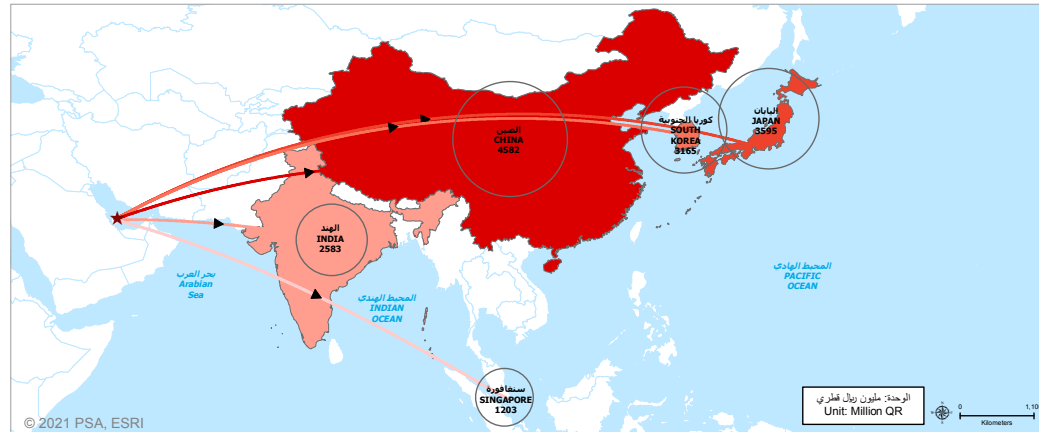 الصين
CHINA
4582
كوريا الجنوبية
SOUTH
KOREA
3165
اليابان
JAPAN
3595
الهند
INDIA
2583
بحر العرب
Arabian
Sea
المحيط الهندي
INDIAN
OCEAN
المحيط الهادي
PACIFIC
OCEAN
سنغافورة
SINGAPORE
1203
الوحدة: مليون ريال قطري
Unit: Million QR
0
1,100
Kilometers
© 2021 PSA, ESRI